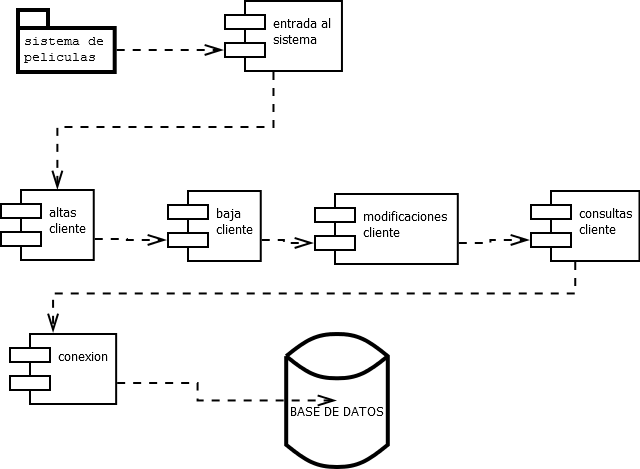 sistema de
peliculas
entrada al
sistema
altas
cliente
baja
cliente
modificaciones
cliente
consultas
cliente
conexion
BASE DE DATOS